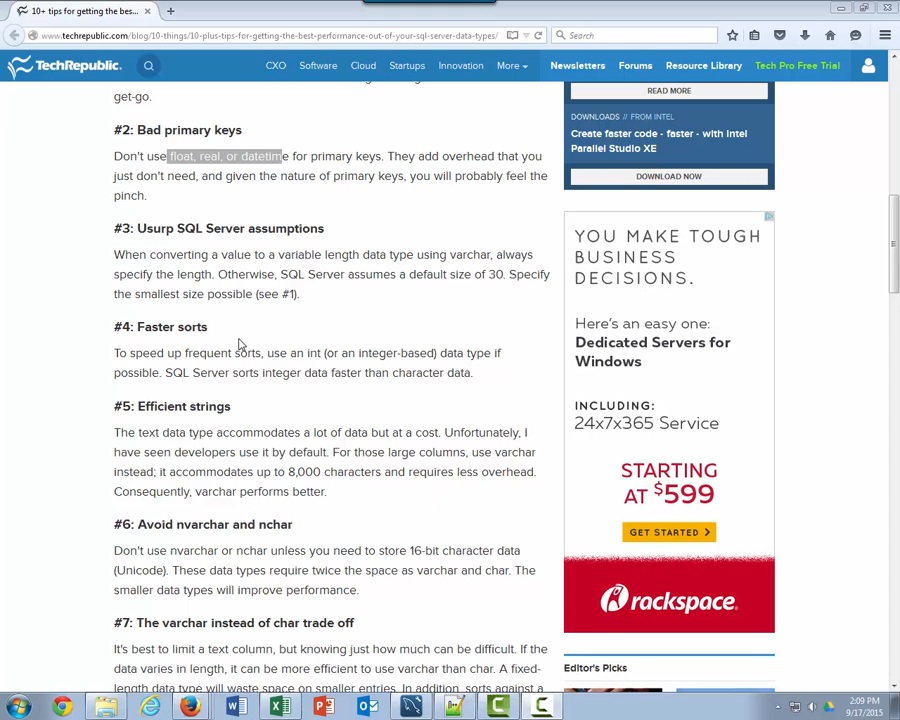 10+ tips for getting the bes...
www.techrepublic.com/blog/10-things/10-plus-tips-for-getting-the-best-performance-out-of-your-sql-server-data-types/
Search
TechRepublic.
CXO Software Cloud Startups Innovation More Newsletters Forums Resource Library Tech Pro Free Trial
get-go.
#2: Bad primary keys
Don't use float, real, or datetime for primary keys. They add overhead that you
just don't need, and given the nature of primary keys, you will probably feel the
pinch.
#3: Usurp SQL Server assumptions
When converting a value to a variable length data type using varchar, always
specify the length. Otherwise, SQL Server assumes a default size of 30. Specify
the smallest size possible (see #1).
#4: Faster sorts
To speed up frequent sorts, use an int (or an integer-based) data type if
possible. SQL Server sorts integer data faster than character data.
#5: Efficient strings
The text data type accommodates a lot of data but at a cost. Unfortunately, I
have seen developers use it by default. For those large columns, use varchar
instead; it accommodates up to 8,000 characters and requires less overhead.
Consequently, varchar performs better.
#6: Avoid nvarchar and nchar
Don't use nvarchar or nchar unless you need to store 16-bit character data
(Unicode). These data types require twice the space as varchar and char. The
smaller data types will improve performance.
#7: The varchar instead of char trade off
It's best to limit a text column, but knowing just how much can be difficult. If the
data varies in length, it can be more efficient to use varchar than char. A fixed-
length data type will waste space on smaller entries. In addition, sorts against a
READ MORE
DOWNLOADS // FROM INTEL
Create faster code - faster - with Intel
Parallel Studio XE
DOWNLOAD NOW
YOU MAKE TOUGH
BUSINESS
DECISIONS.
Here's an easy one:
Dedicated Servers for
Windows
INCLUDING:
24x7x365 Service
STARTING
AT $599
GET STARTED
rackspace
Editor's Picks
2:09 PM
9/17/2015